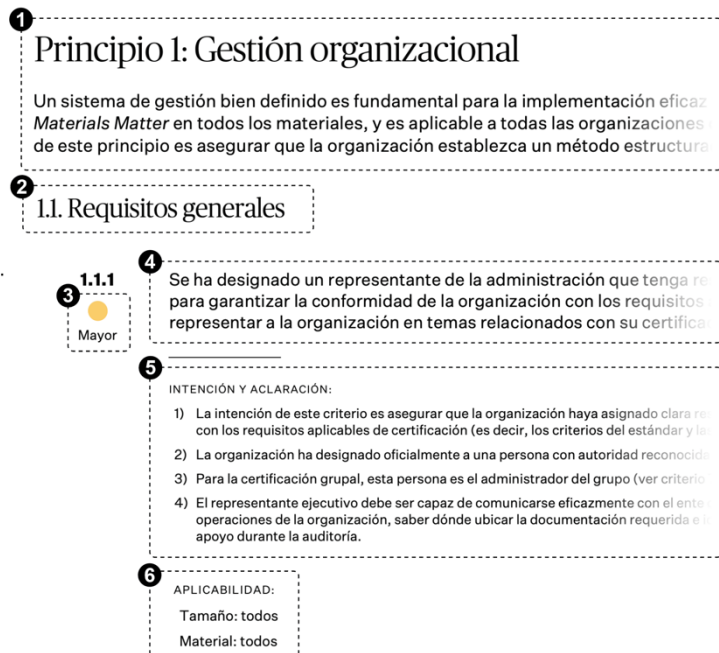 1
Principio 1: Gestión organizacional
Un sistema de gestión bien definido es fundamental para la implementación eficaz
Materials Matter en todos los materiales, y es aplicable a todas las organizaciones
de este principio es asegurar que la organización establezca un método estructura
2
1.1. Requisitos generales
1.1.1
3
Mayor
4
Se ha designado un representante de la administración que tenga re
para garantizar la conformidad de la organización con los requisitos
representar a la organización en temas relacionados con su certifica
5
INTENCIÓN Y ACLARACIÓN:
1) La intención de este criterio es asegurar que la organización haya asignado clara re
con los requisitos aplicables de certificación (es decir, los criterios del estándar y la
2) La organización ha designado oficialmente a una persona con autoridad reconocida
3) Para la certificación grupal, esta persona es el administrador del grupo (ver criterio
4) El representante ejecutivo debe ser capaz de comunicarse eficazmente con el ente
operaciones de la organización, saber dónde ubicar la documentación requerida e
apoyo durante la auditoría.
6
APLICABILIDAD:
Tamaño: todos
Material: todos